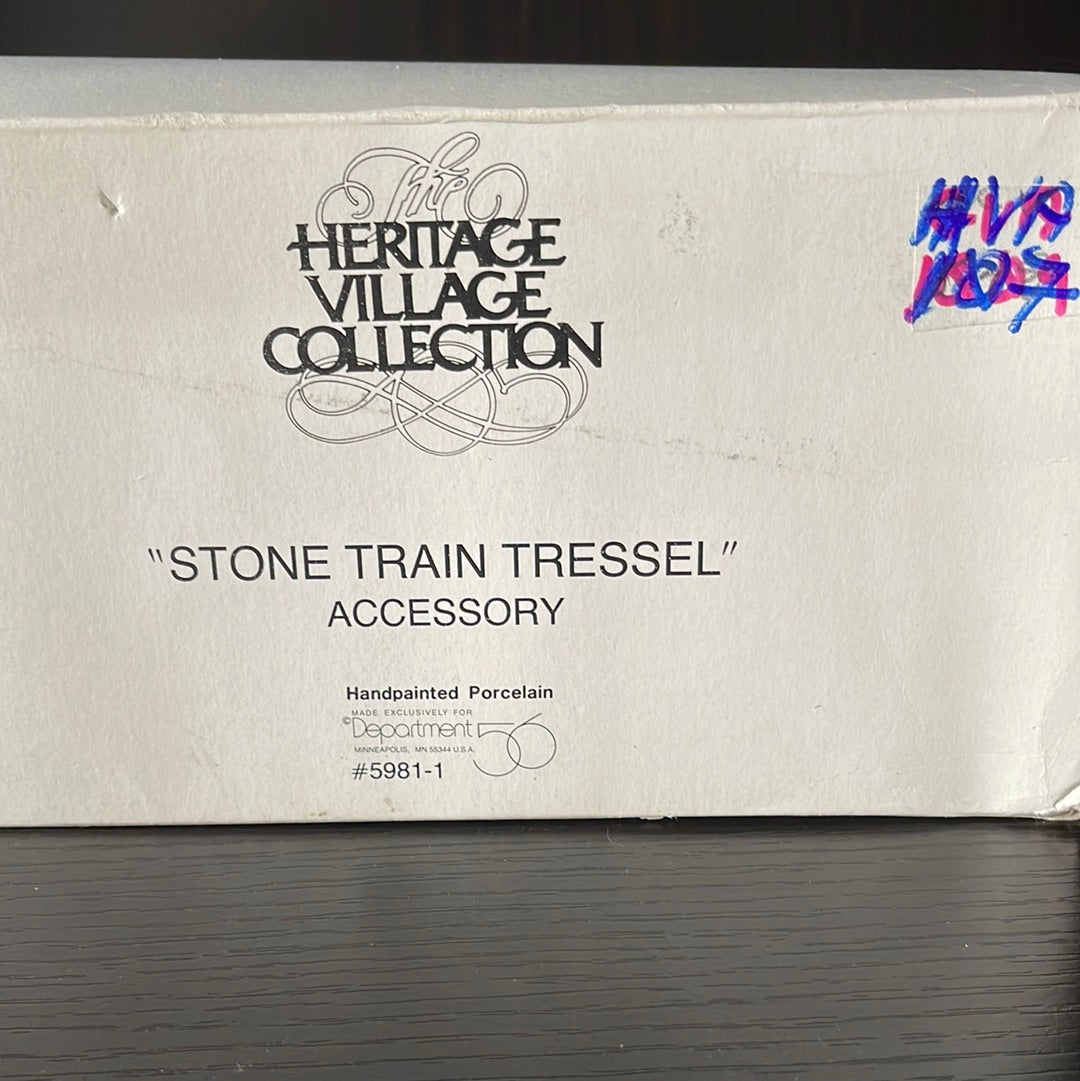 The
HERITAGE
VILLAGE
COLLECTION
"STONE TRAIN TRESSEL"
ACCESSORY
Handpainted Porcelain
MADE EXCLUSIVELY FOR
©Department 56
MINNEAPOLIS, MN 55344 U.S.A.
#5981-1